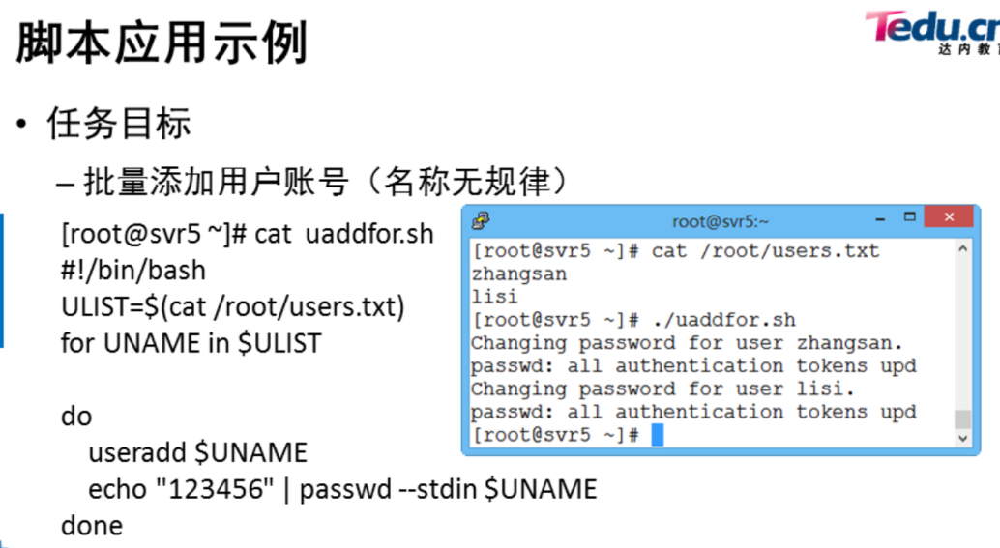 脚本应用示例
Tedu.cn
达内教
• 任务目标
– 批量添加用户账号（名称无规律）
[root@svr5 ~]# cat uaddfor.sh
#!/bin/bash
ULIST=$(cat /root/users.txt)
for UNAME in $ULIST
do
useradd $UNAME
echo "123456" | passwd --stdin $UNAME
done
root@svr5:~
[root@svr5 ~]# cat /root/users.txt
zhangsan
lisi
[root@svr5 ~]# ./uaddfor.sh
Changing password for user zhangsan.
passwd: all authentication tokens upd
Changing password for user lisi.
passwd: all authentication tokens upd
[root@svr5 ~]#